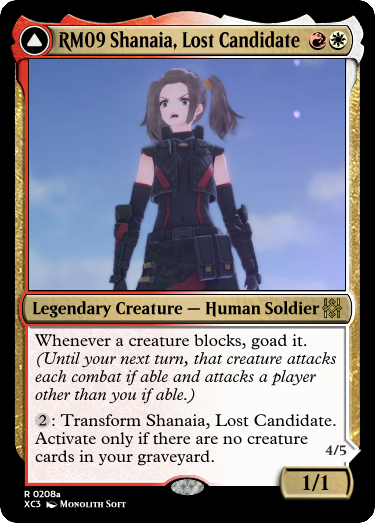 RM09 Shanaia, Lost Candidate
Legendary Creature — Human Soldier
Whenever a creature blocks, goad it.
(Until your next turn, that creature attacks
each combat if able and attacks a player
other than you if able.)
2: Transform Shanaia, Lost Candidate.
Activate only if there are no creature
cards in your graveyard.
4/5
1/1
R 0208a
XC3 Monolith Soft